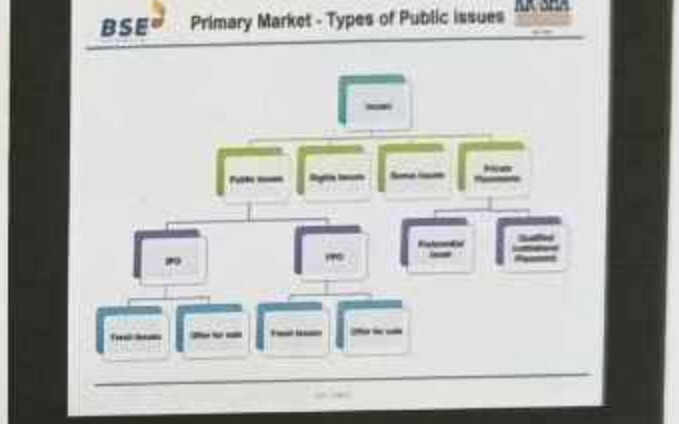 BSE
Primary Market - Types of Public issues
Issues
Public Issues
Rights Issues
Bonus Issues
Private
Placements
IPO
FPO
Preferential
Issue
Qualified
Institutional
Placement
Fresh Issues
Offer for sale
Fresh Issues
Offer for sale